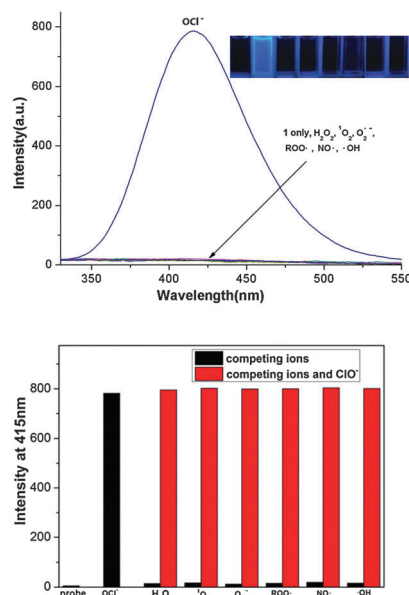 OCl⁻
800
600
400
200
0
Intensity(a.u.)
1 only, H₂O₂, ¹O₂, O₂·⁻,
ROO·, NO·, ·OH
350 400 450 500 550
Wavelength(nm)
competing ions
competing ions and ClO⁻
800
600
400
200
0
Intensity at 415nm
probe OCl⁻ H₂O ¹O ROO· NO· ·OH